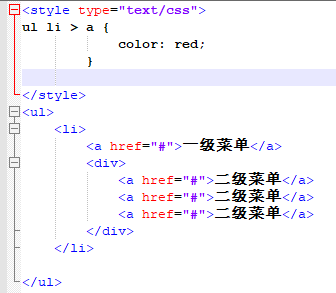 <style type="text/css">
ul li > a {
color: red;
}
</style>
<ul>
<li>
<a href="#">一级菜单</a>
<div>
<a href="#">二级菜单</a>
<a href="#">二级菜单</a>
<a href="#">二级菜单</a>
</div>
</li>
</ul>